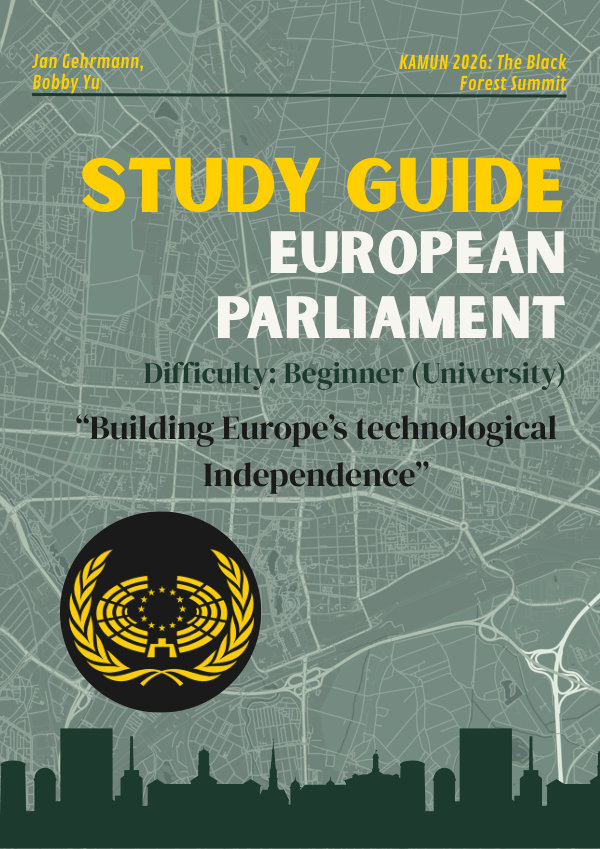 Jan Gehrmann,
Bobby Yu
KAMUN 2026: The Black
Forest Summit
STUDY GUIDE
EUROPEAN
PARLIAMENT
Difficulty: Beginner (University)
“Building Europe’s technological
Independence”